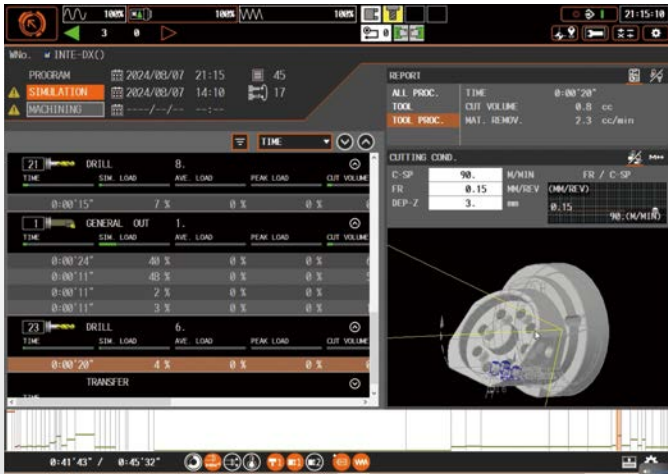 100% 100% 100% 21:15:10
3 0 0
WNo. INTE-DX()
PROGRAM 2024/08/07 21:15 45
SIMULATION 2024/08/07 14:10 17
MACHINING ----/--/-- --:--
TIME
21 DRILL 8.
TIME SIM. LOAD AVE. LOAD PEAK LOAD CUT VOLUME
0:00'15" 7 % 0 % 0 %
1 GENERAL OUT 1.
TIME SIM. LOAD AVE. LOAD PEAK LOAD CUT VOLUME
0:00'24" 40 % 0 % 0 %
0:00'11" 48 % 0 % 0 %
0:00'11" 2 % 0 % 0 %
0:00'11" 3 % 0 % 0 %
23 DRILL 6.
TIME SIM. LOAD AVE. LOAD PEAK LOAD CUT VOLUME
0:00'20" 4 % 0 % 0 %
TRANSFER
TIME
REPORT
ALL PROC. TIME 0:00'20"
TOOL CUT VOLUME 0.8 cc
TOOL PROC. MAT. REMOV. 2.3 cc/min
CUTTING COND.
C-SP 90. M/MIN FR / C-SP
FR 0.15 MM/REV (MM/REV)
DEP-Z 3. mm 0.15
90.(M/MIN)
0:41'43" / 0:45'32"